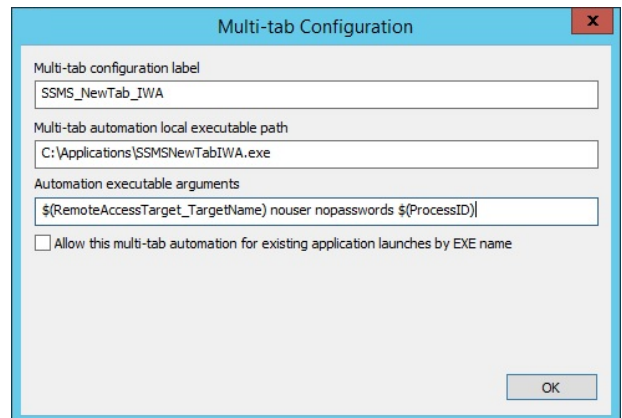 Multi-tab Configuration
x
Multi-tab configuration label
SSMS_NewTab_IWA
Multi-tab automation local executable path
C:\Applications\SSMSNewTabIWA.exe
Automation executable arguments
$(RemoteAccessTarget_TargetName) nouser nopasswords $(ProcessID)
Allow this multi-tab automation for existing application launches by EXE name
OK